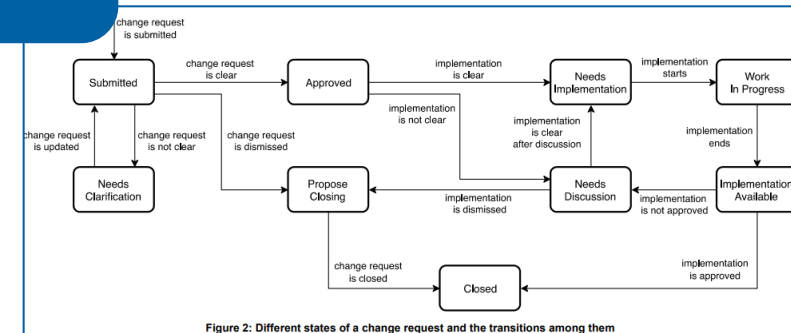 change request
is submitted
change request
is clear
implementation
is clear
implementation
starts
Submitted
Approved
Needs
Implementation
Work
In Progress
change request
is updated
change request
is not clear
change request
is dismissed
implementation
is not clear
implementation
is clear
after discussion
implementation
ends
Needs
Clarification
Propose
Closing
implementation
is dismissed
Needs
Discussion
implementation
is not approved
Implementation
Available
change request
is closed
Closed
implementation
is approved
Figure 2: Different states of a change request and the transitions among them